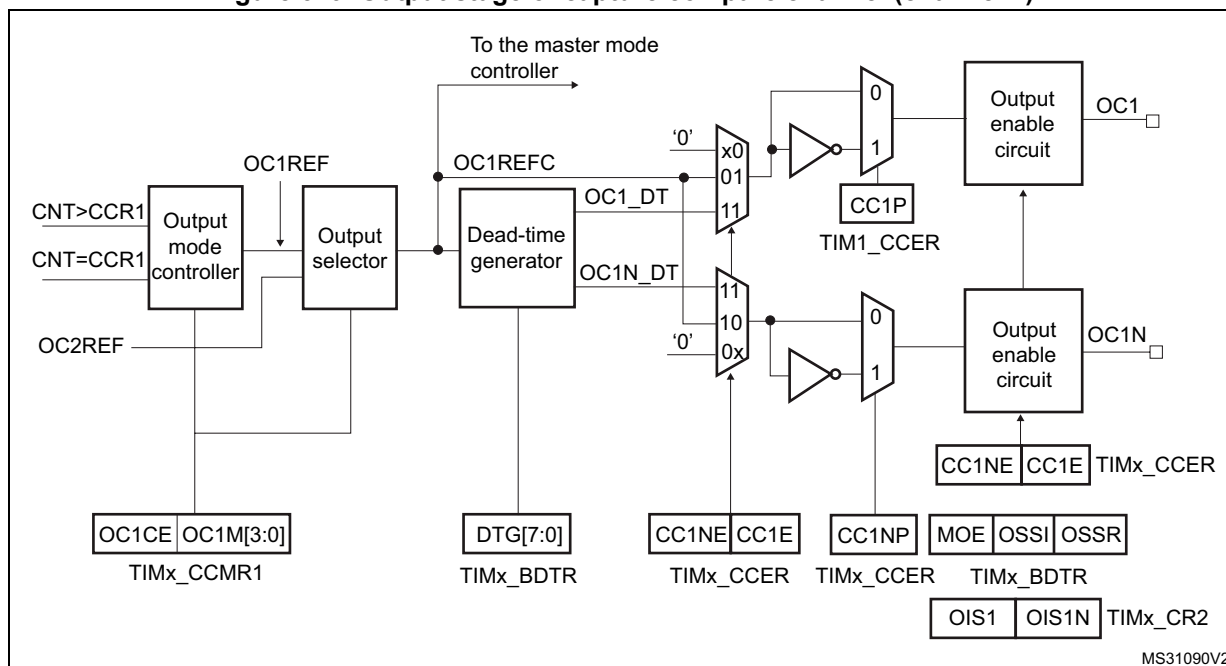 To the master mode
controller
OC1REF
OC1REFC
CNT>CCR1
CNT=CCR1
Output
mode
controller
Output
selector
OC2REF
Dead-time
generator
OC1_DT
OC1N_DT
'0'
x0
01
11
11
10
'0'
0x
0
1
CC1P
TIM1_CCER
Output
enable
circuit
OC1
0
1
Output
enable
circuit
OC1N
CC1NE CC1E TIMx_CCER
OC1CE OC1M[3:0]
TIMx_CCMR1
DTG[7:0]
TIMx_BDTR
CC1NE CC1E
TIMx_CCER
CC1NP
TIMx_CCER
MOE OSSI OSSR
TIMx_BDTR
OIS1 OIS1N TIMx_CR2
MS31090V2